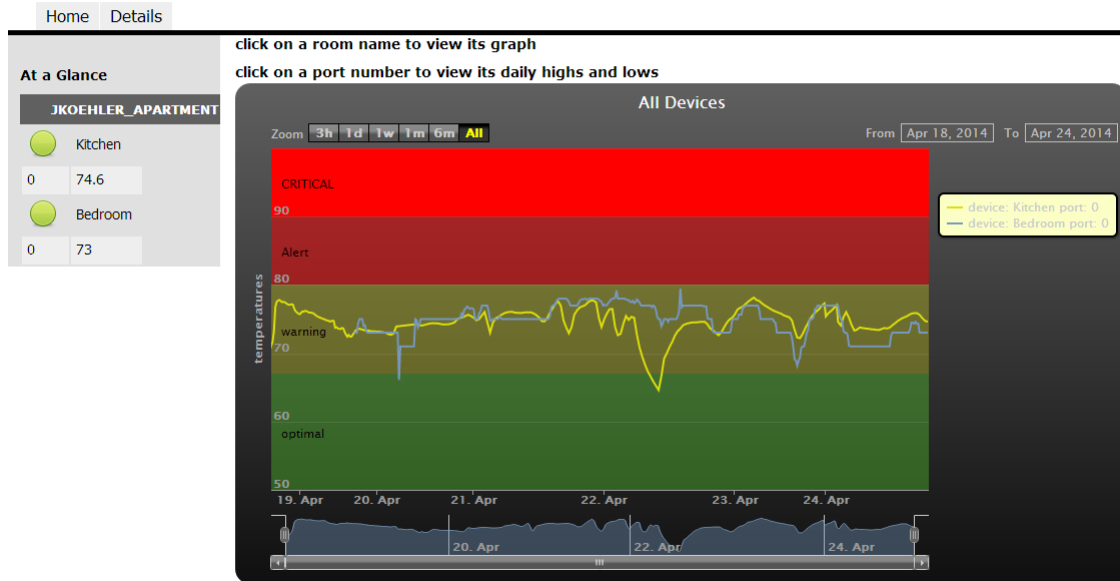 Home Details
click on a room name to view its graph
At a Glance
click on a port number to view its daily highs and lows
JKOEHLER_APARTMENT
Kitchen
0 74.6
Bedroom
0 73
All Devices
Zoom 3h 1d 1w 1m 6m All
From Apr 18, 2014 To Apr 24, 2014
CRITICAL
90
Alert
80
warning
70
60
optimal
50
temperatures
device: Kitchen port: 0
device: Bedroom port: 0
19. Apr 20. Apr 21. Apr 22. Apr 23. Apr 24. Apr
20. Apr 22. Apr 24. Apr